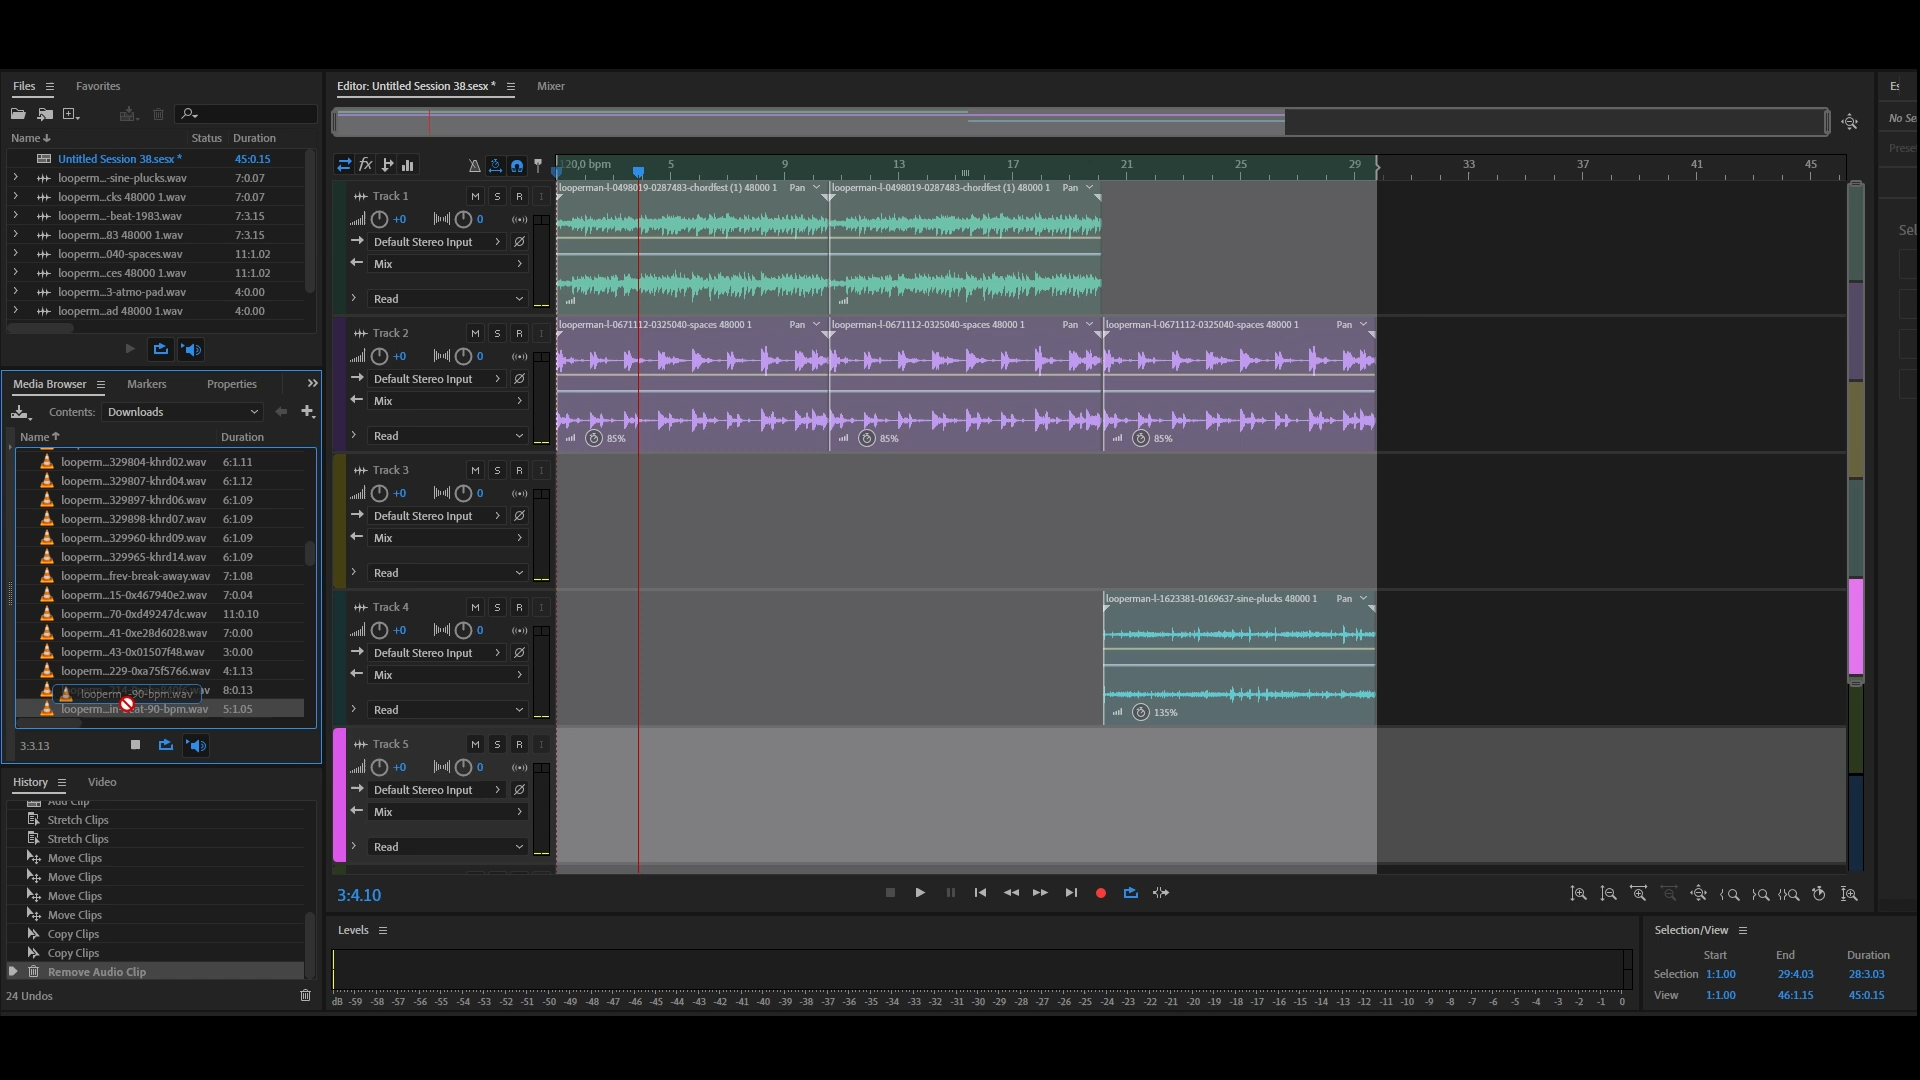 Files
Favorites
Name
Status
Duration
Untitled Session 38.sesx *
45:0.15
looperm...-sine-plucks.wav
7:0.07
looperm...cks 48000 1.wav
7:0.07
looperm...-beat-1983.wav
7:3.15
looperm...83 48000 1.wav
7:3.15
looperm...040-spaces.wav
11:1.02
looperm...ces 48000 1.wav
11:1.02
looperm...3-atmo-pad.wav
4:0.00
looperm...ad 48000 1.wav
4:0.00
Media Browser
Markers
Properties
Contents:
Downloads
Name
Duration
looperm...329804-khrd02.wav
6:1.11
looperm...329807-khrd04.wav
6:1.12
looperm...329897-khrd06.wav
6:1.09
looperm...329898-khrd07.wav
6:1.09
looperm...329960-khrd09.wav
6:1.09
looperm...329965-khrd14.wav
6:1.09
looperm...frev-break-away.wav
7:1.08
looperm...15-0x467940e2.wav
7:0.04
looperm...70-0xd49247dc.wav
11:0.10
looperm...41-0xe28d6028.wav
7:0.00
looperm...43-0x01507f48.wav
3:0.00
looperm...229-0xa75f5766.wav
4:1.13
8:0.13
5:1.05
3:3.13
History
Video
Add Clip
Stretch Clips
Stretch Clips
Move Clips
Move Clips
Move Clips
Move Clips
Copy Clips
Copy Clips
Remove Audio Clip
24 Undos
Editor: Untitled Session 38.sesx *
Mixer
fx
120,0 bpm
5
9
13
17
21
25
29
33
37
41
45
Track 1
M
S
R
I
+0
0
Default Stereo Input
Mix
Read
looperman-l-0498019-0287483-chordfest (1) 48000 1
Pan
looperman-l-0498019-0287483-chordfest (1) 48000 1
Pan
Track 2
M
S
R
I
+0
0
Default Stereo Input
Mix
Read
looperman-l-0671112-0325040-spaces 48000 1
Pan
85%
looperman-l-0671112-0325040-spaces 48000 1
Pan
85%
looperman-l-0671112-0325040-spaces 48000 1
Pan
85%
Track 3
M
S
R
I
+0
0
Default Stereo Input
Mix
Read
Track 4
M
S
R
I
+0
0
Default Stereo Input
Mix
Read
looperman-l-1623381-0169637-sine-plucks 48000 1
Pan
135%
Track 5
M
S
R
I
+0
0
Default Stereo Input
Mix
Read
3:4.10
Levels
dB -59 -58 -57 -56 -55 -54 -53 -52 -51 -50 -49 -48 -47 -46 -45 -44 -43 -42 -41 -40 -39 -38 -37 -36 -35 -34 -33 -32 -31 -30 -29 -28 -27 -26 -25 -24 -23 -22 -21 -20 -19 -18 -17 -16 -15 -14 -13 -12 -11 -10 -9 -8 -7 -6 -5 -4 -3 -2 -1 0
Selection/View
Start
End
Duration
Selection
1:1.00
29:4.03
28:3.03
View
1:1.00
46:1.15
45:0.15
Es
No Se
Prese
Sel